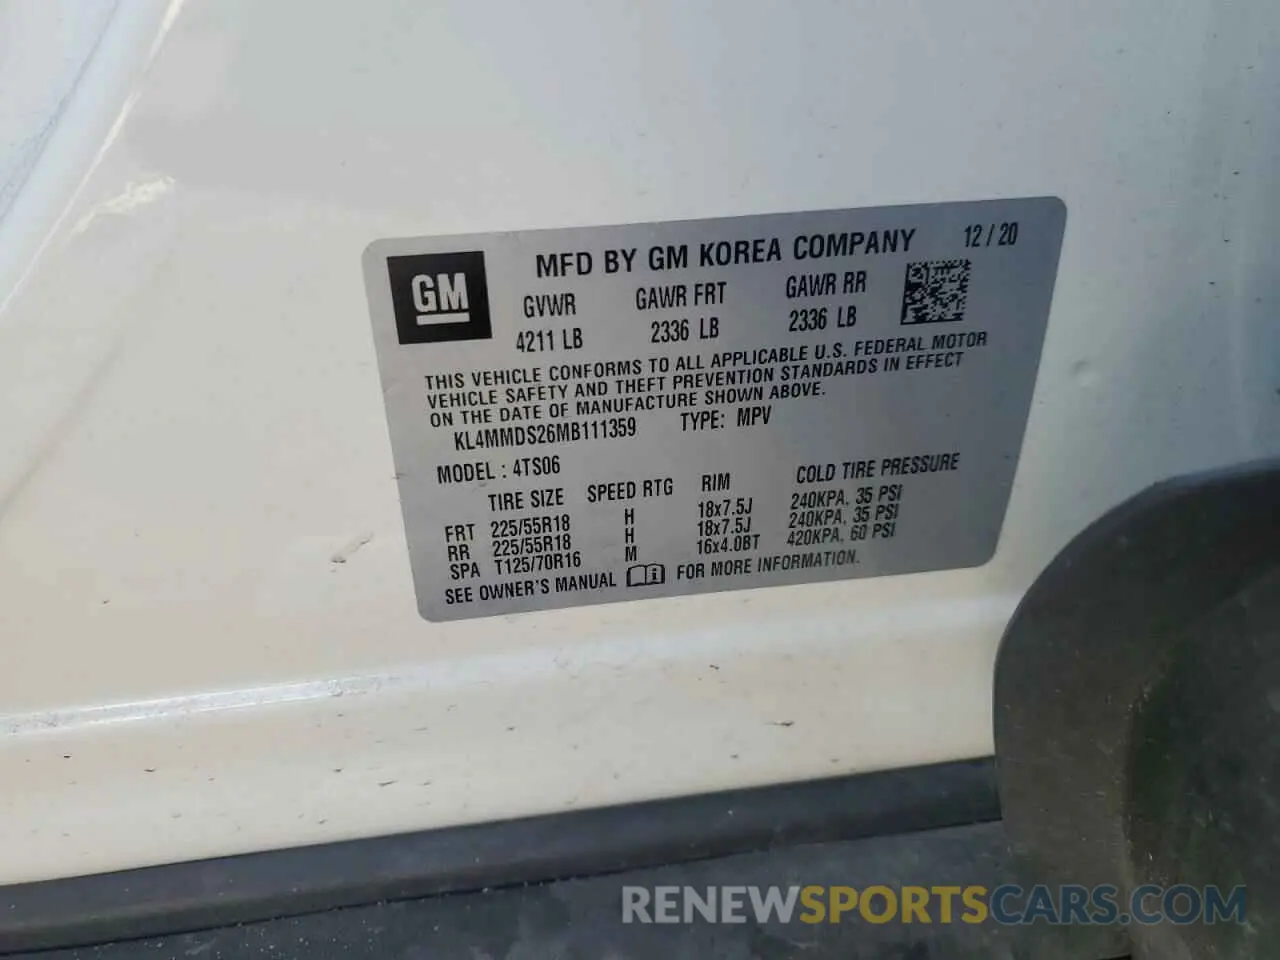 GM
MFD BY GM KOREA COMPANY 12/20
GVWR GAWR FRT GAWR RR
4211 LB 2336 LB 2336 LB
THIS VEHICLE CONFORMS TO ALL APPLICABLE U.S. FEDERAL MOTOR
VEHICLE SAFETY AND THEFT PREVENTION STANDARDS IN EFFECT
ON THE DATE OF MANUFACTURE SHOWN ABOVE.
KL4MMDS26MB111359 TYPE: MPV
MODEL : 4TS06
TIRE SIZE SPEED RTG RIM COLD TIRE PRESSURE
FRT 225/55R18 H 18x7.5J 240KPA, 35 PSI
RR 225/55R18 H 18x7.5J 240KPA, 35 PSI
SPA T125/70R16 M 16x4.0BT 420KPA, 60 PSI
SEE OWNER'S MANUAL FOR MORE INFORMATION.
RENEWSPORTSCARS.COM